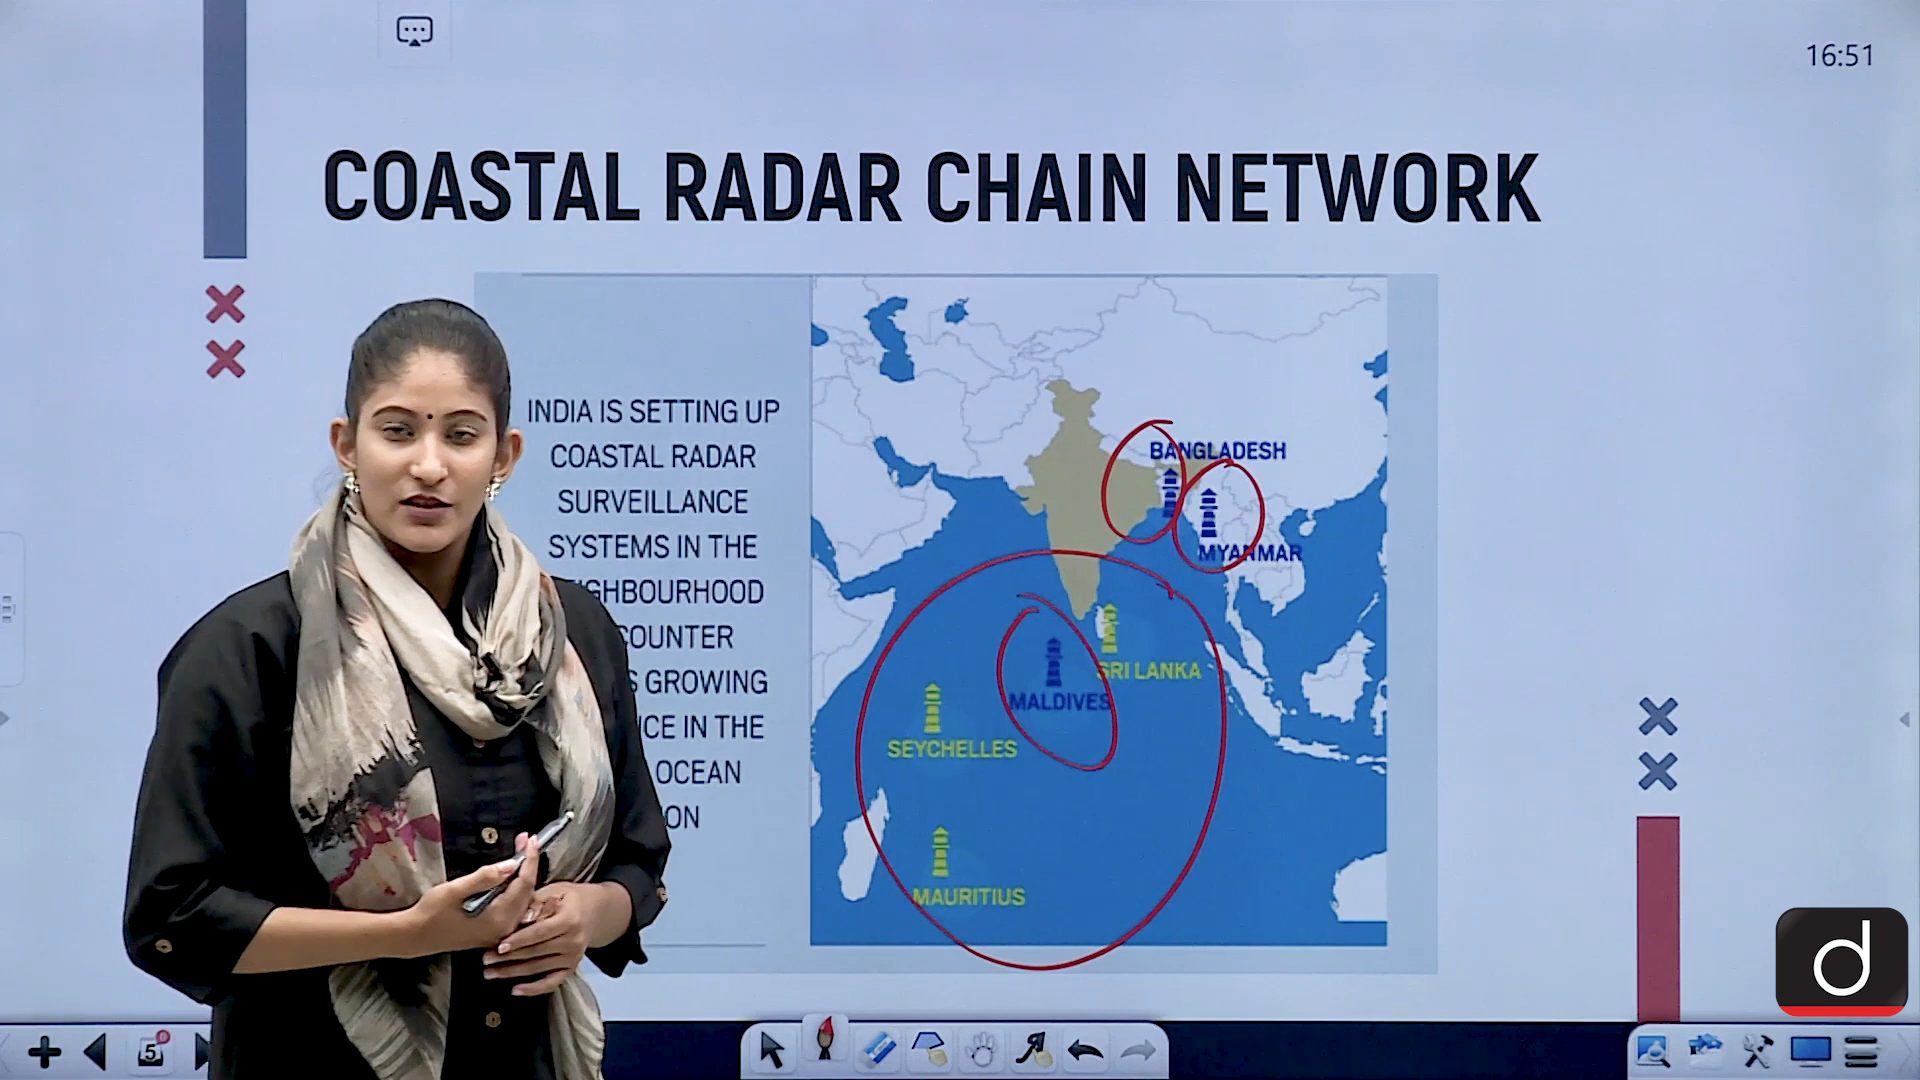 16:51
COASTAL RADAR CHAIN NETWORK
INDIA IS SETTING UP
COASTAL RADAR
SURVEILLANCE
SYSTEMS IN THE
GHBOURHOOD
COUNTER
S GROWING
CE IN THE
OCEAN
ON
BANGLADESH
MYANMAR
SRI LANKA
MALDIVES
SEYCHELLES
MAURITIUS
5
d